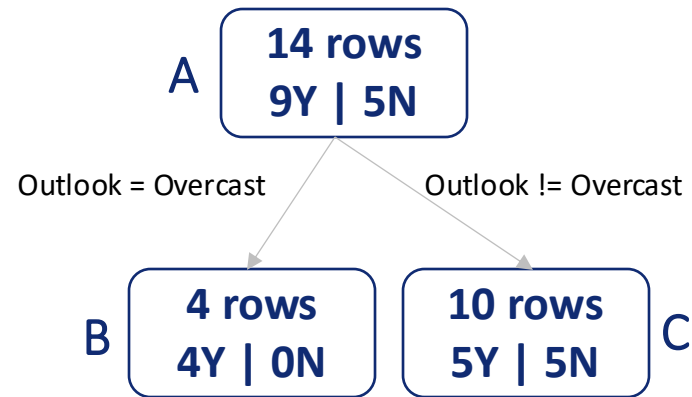 A
14 rows
9Y | 5N
Outlook = Overcast
Outlook != Overcast
B
4 rows
4Y | 0N
10 rows
5Y | 5N
C